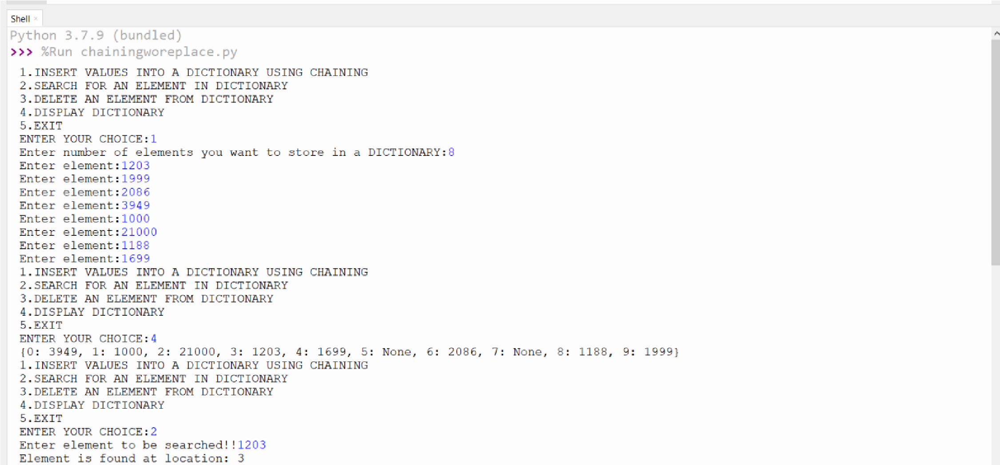 Shell ×
Python 3.7.9 (bundled)
>>> %Run chainingworeplace.py
1.INSERT VALUES INTO A DICTIONARY USING CHAINING
2.SEARCH FOR AN ELEMENT IN DICTIONARY
3.DELETE AN ELEMENT FROM DICTIONARY
4.DISPLAY DICTIONARY
5.EXIT
ENTER YOUR CHOICE:1
Enter number of elements you want to store in a DICTIONARY:8
Enter element:1203
Enter element:1999
Enter element:2086
Enter element:3949
Enter element:1000
Enter element:21000
Enter element:1188
Enter element:1699
1.INSERT VALUES INTO A DICTIONARY USING CHAINING
2.SEARCH FOR AN ELEMENT IN DICTIONARY
3.DELETE AN ELEMENT FROM DICTIONARY
4.DISPLAY DICTIONARY
5.EXIT
ENTER YOUR CHOICE:4
{0: 3949, 1: 1000, 2: 21000, 3: 1203, 4: 1699, 5: None, 6: 2086, 7: None, 8: 1188, 9: 1999}
1.INSERT VALUES INTO A DICTIONARY USING CHAINING
2.SEARCH FOR AN ELEMENT IN DICTIONARY
3.DELETE AN ELEMENT FROM DICTIONARY
4.DISPLAY DICTIONARY
5.EXIT
ENTER YOUR CHOICE:2
Enter element to be searched!!1203
Element is found at location: 3